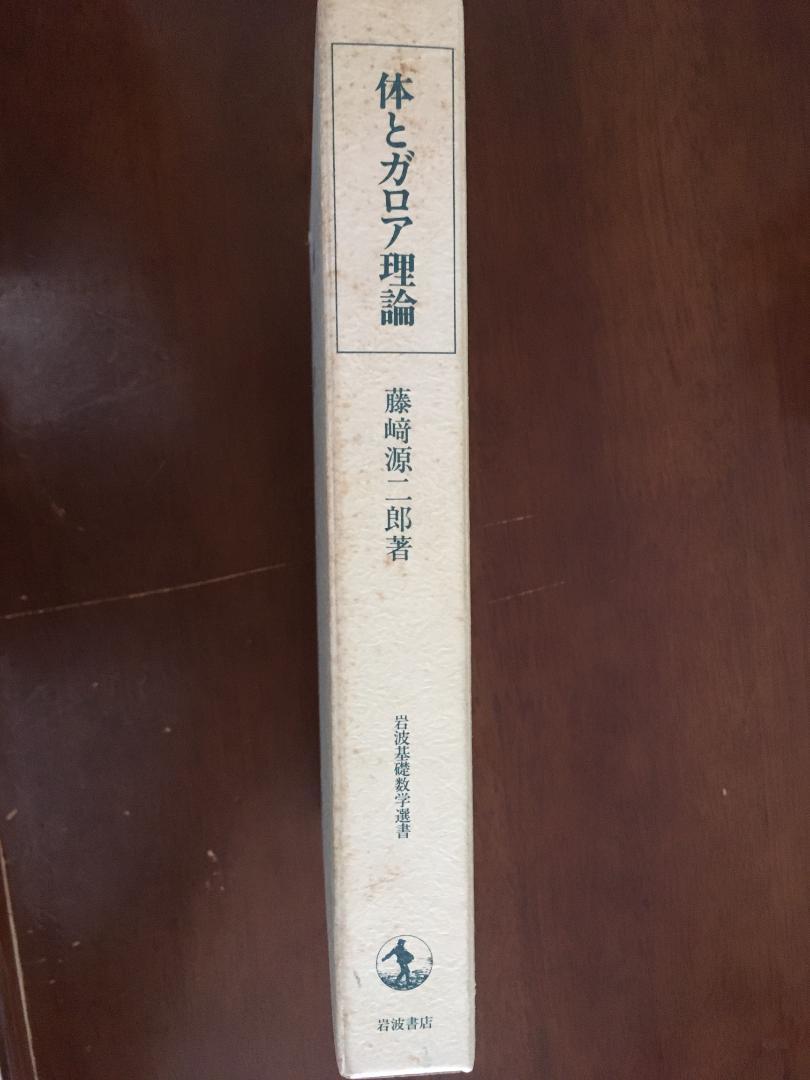 体とガロア理論
藤﨑源二郎著
岩波基礎数学選書
岩波書店